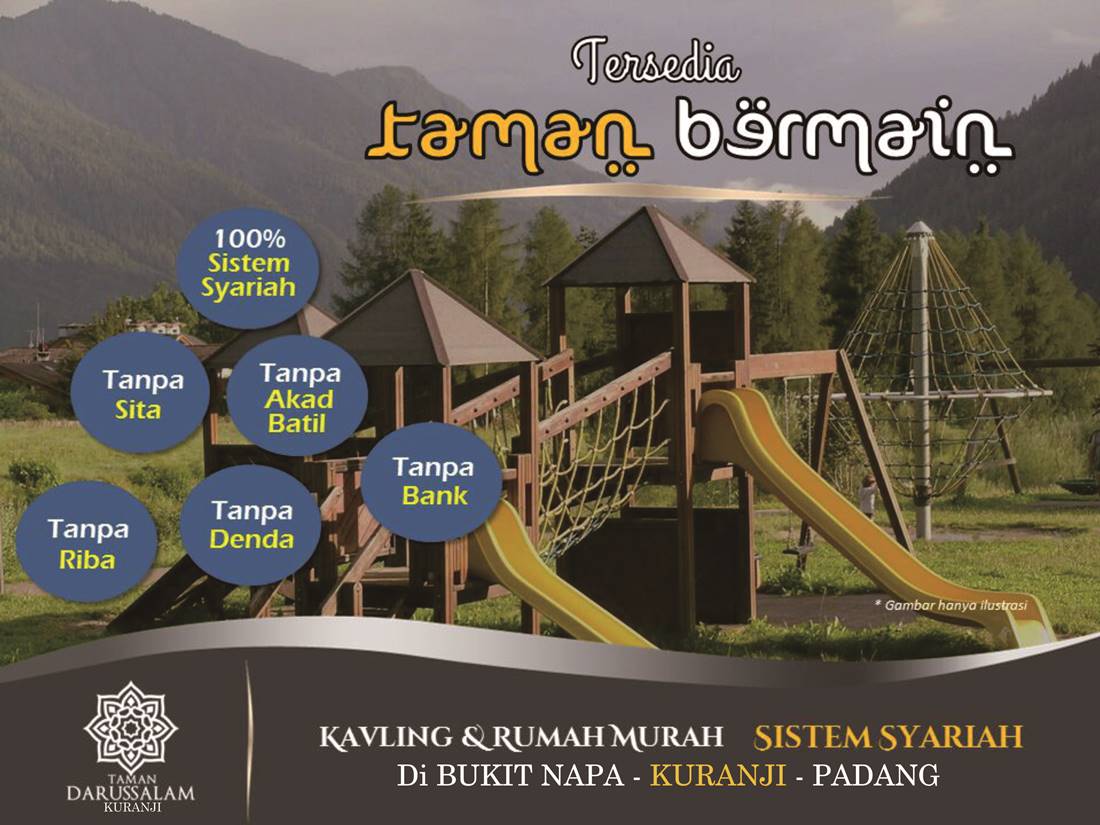 Tersedia
taman bermain
100%
Sistem
Syariah
Tanpa
Sita
Tanpa
Akad
Batil
Tanpa
Bank
Tanpa
Riba
Tanpa
Denda
* Gambar hanya ilustrasi
TAMAN
DARUSSALAM
KURANJI
KAVLING & RUMAH MURAH SISTEM SYARIAH
Di BUKIT NAPA - KURANJI - PADANG